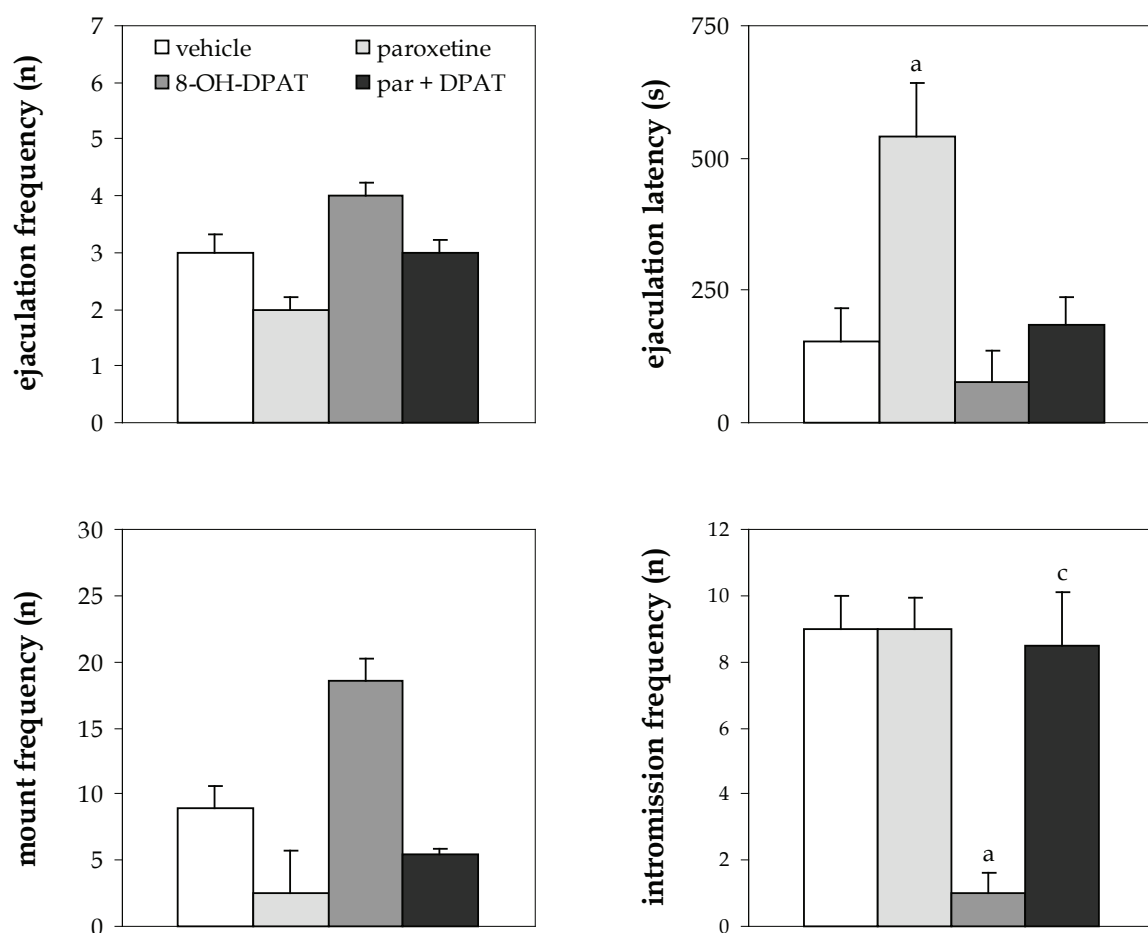 ejaculation frequency (n)
7
6
5
4
3
2
1
0
vehicle
paroxetine
8-OH-DPAT
par + DPAT
ejaculation latency (s)
750
500
250
0
a
mount frequency (n)
30
25
20
15
10
5
0
intromission frequency (n)
12
10
8
6
4
2
0
a
c